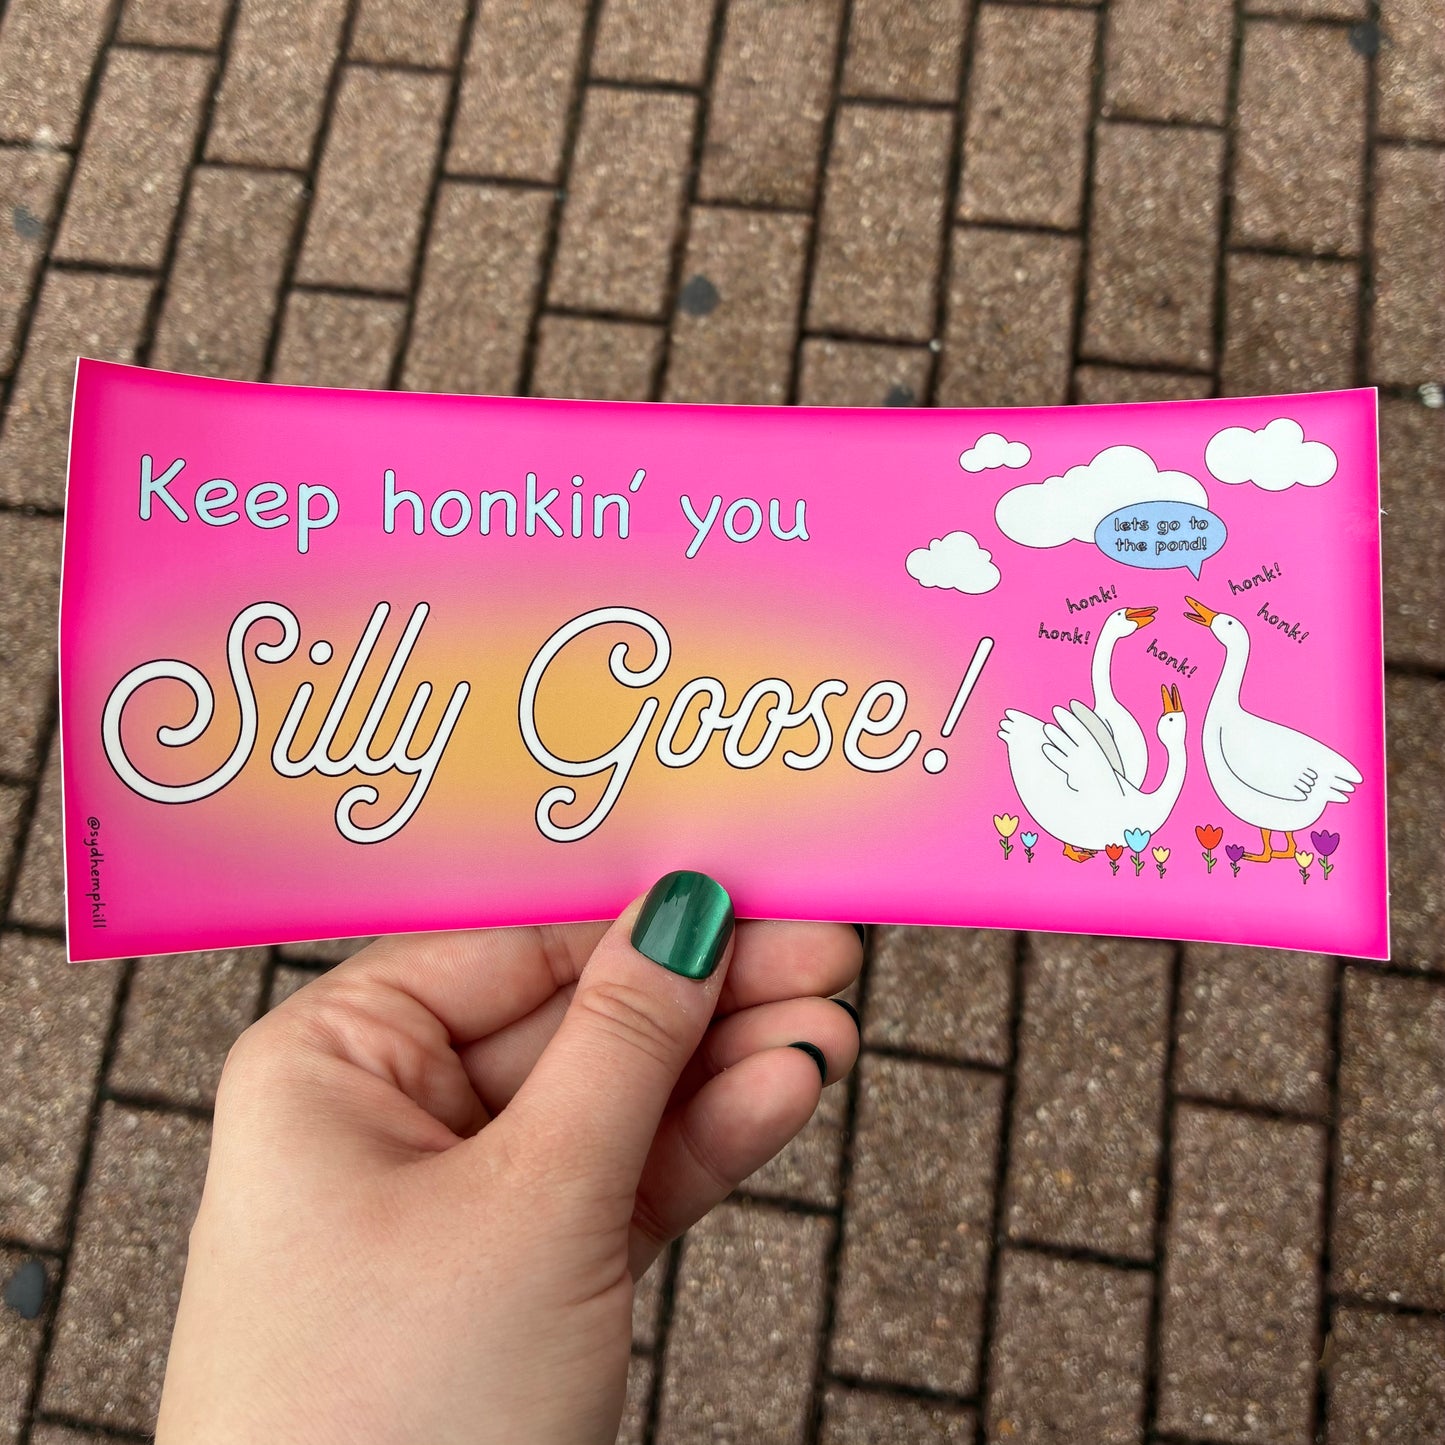 Keep honkin' you
Silly Goose!
lets go to
the pond!
honk!
honk!
honk!
honk!
honk!
@sydhemphill